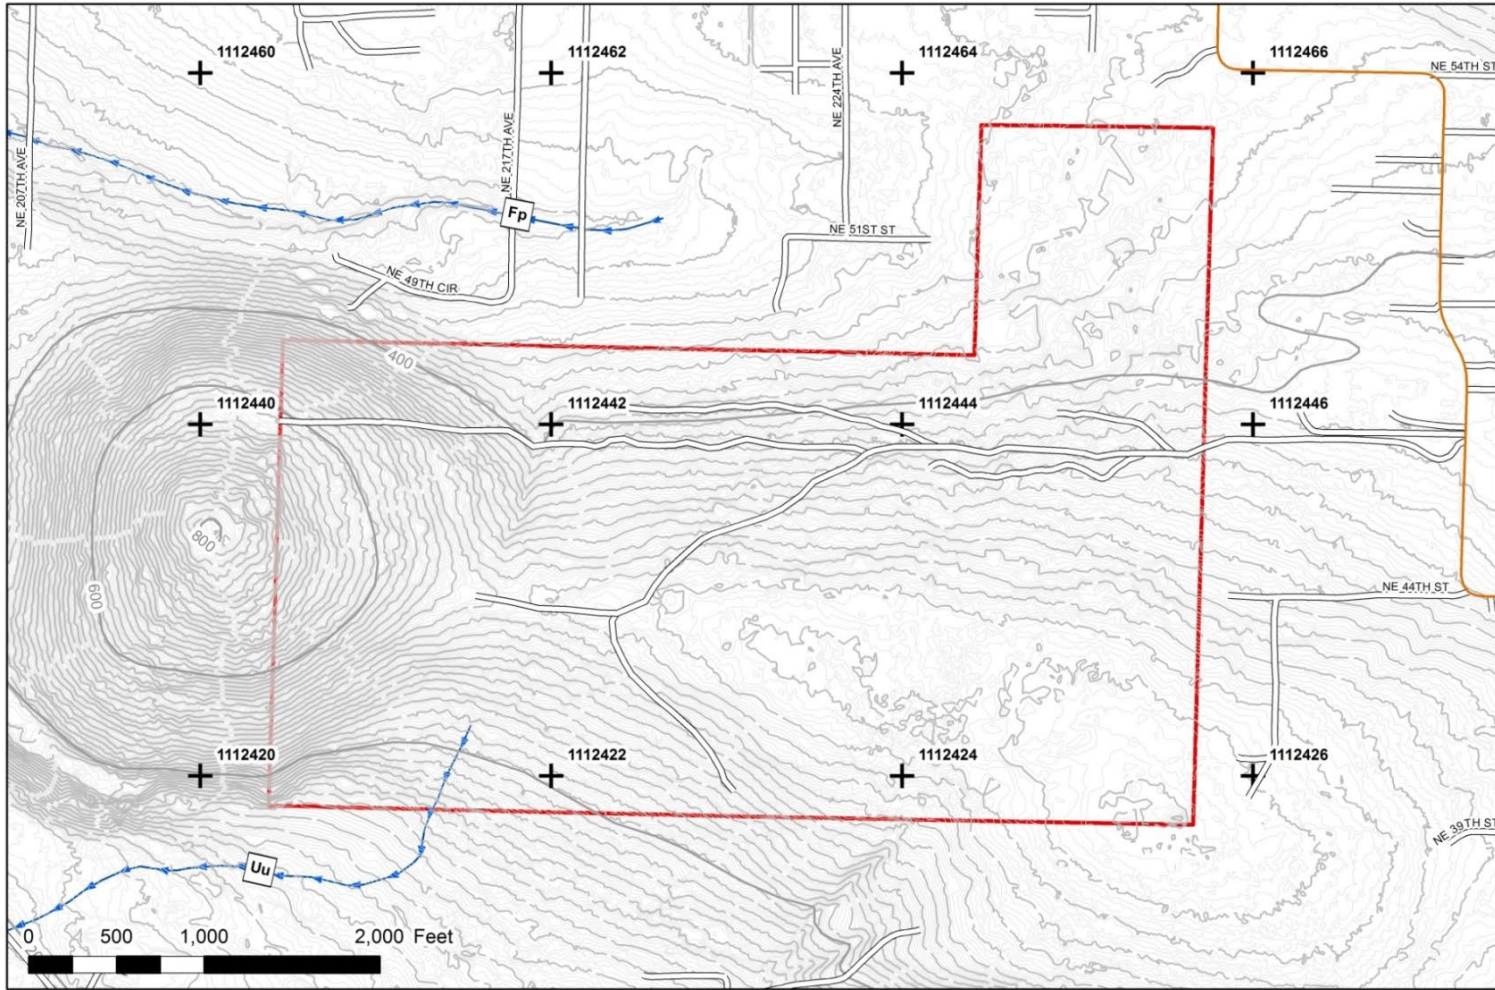 1112460
1112462
1112464
1112466
NE 54TH ST
NE 224TH AVE
NE 217TH AVE
NE 207TH AVE
Fp
NE 51ST ST
NE 49TH CIR
400
1112440
1112442
1112444
1112446
800
600
NE 44TH ST
1112420
1112422
1112424
1112426
NE 39TH ST
Uu
0 500 1,000 2,000 Feet